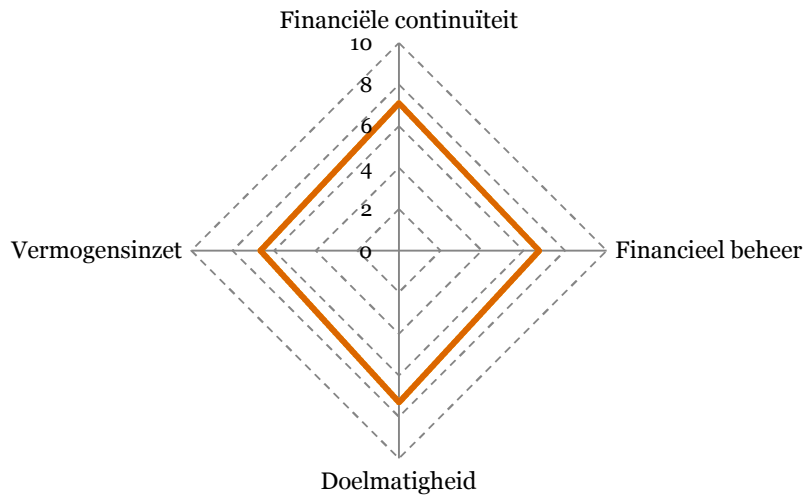 Financiële continuïteit
10
8
6
4
2
0
Vermogensinzet
Financieel beheer
Doelmatigheid